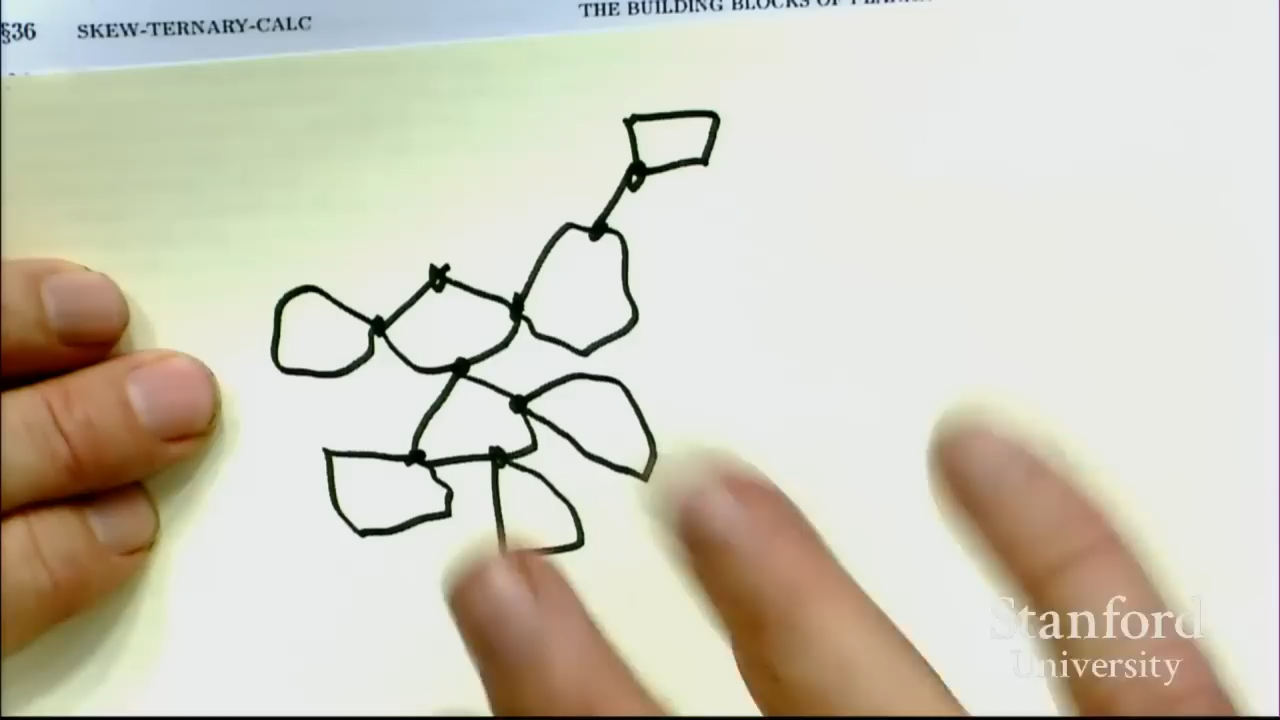 §36 SKEW-TERNARY-CALC
THE BUILDING BLOCKS OF
Stanford
University